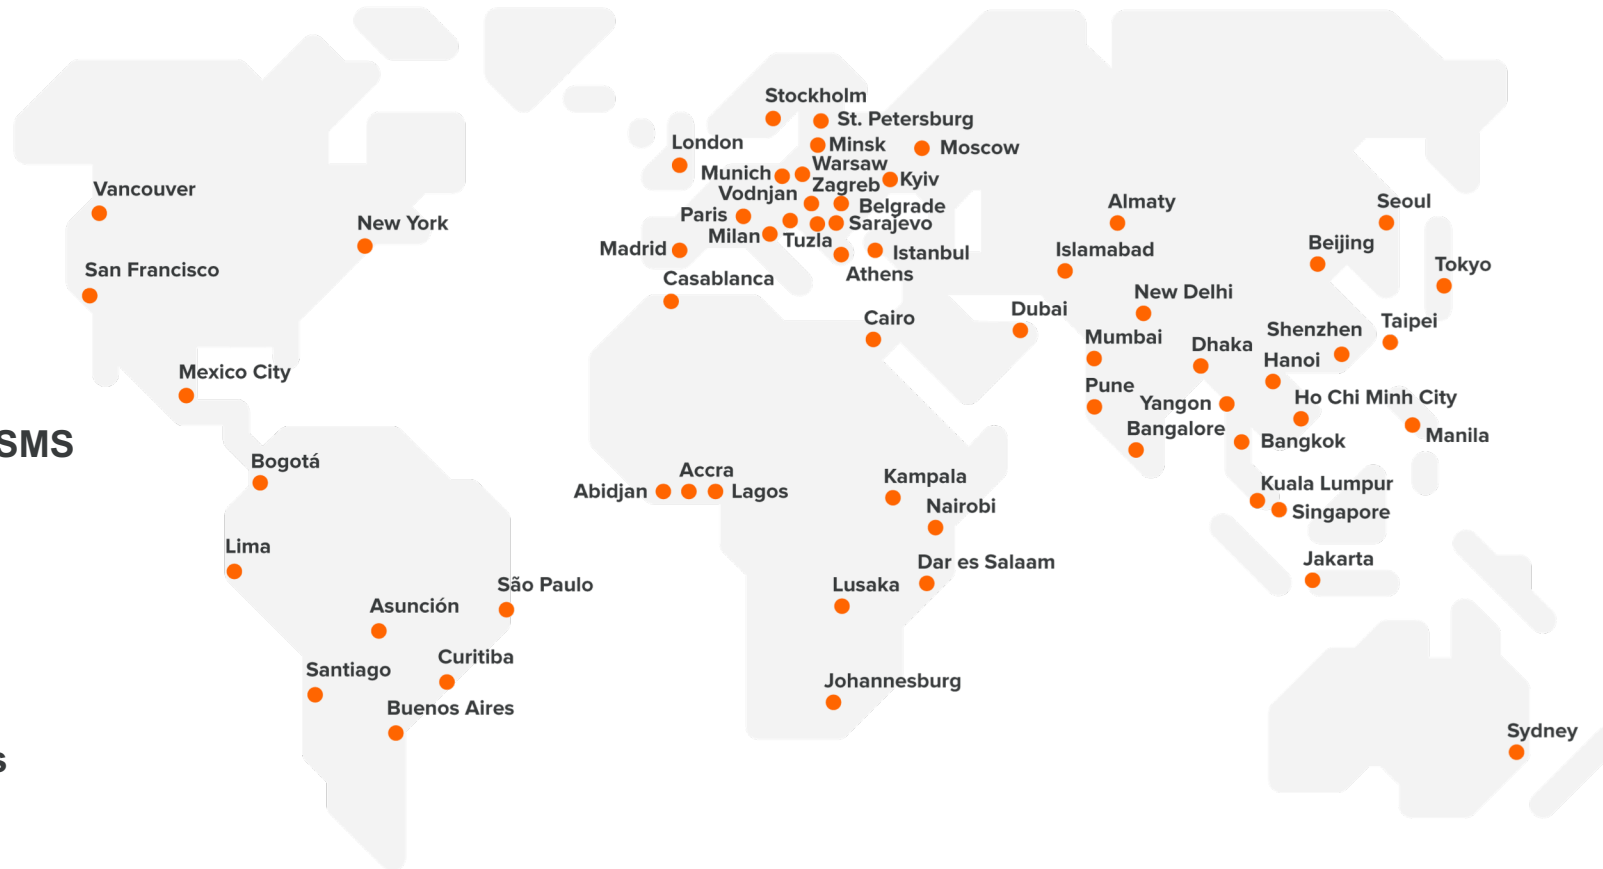 Stockholm
St. Petersburg
London
Minsk
Moscow
Warsaw
Munich
Kyiv
Zagreb
Vodnjan
Vancouver
Almaty
Seoul
Paris
Belgrade
New York
Sarajevo
Milan
Tuzla
Madrid
Istanbul
Islamabad
Beijing
San Francisco
Casablanca
Athens
Tokyo
New Delhi
Cairo
Dubai
Taipei
Shenzhen
Mumbai
Dhaka
Hanoi
Mexico City
Pune
Yangon
Ho Chi Minh City
Bangalore
Manila
SMS
Bangkok
Bogotá
Accra
Kampala
Kuala Lumpur
Abidjan
Lagos
Nairobi
Singapore
Lima
Dar es Salaam
Jakarta
São Paulo
Lusaka
Asunción
Curitiba
Santiago
Johannesburg
Buenos Aires
Sydney
s